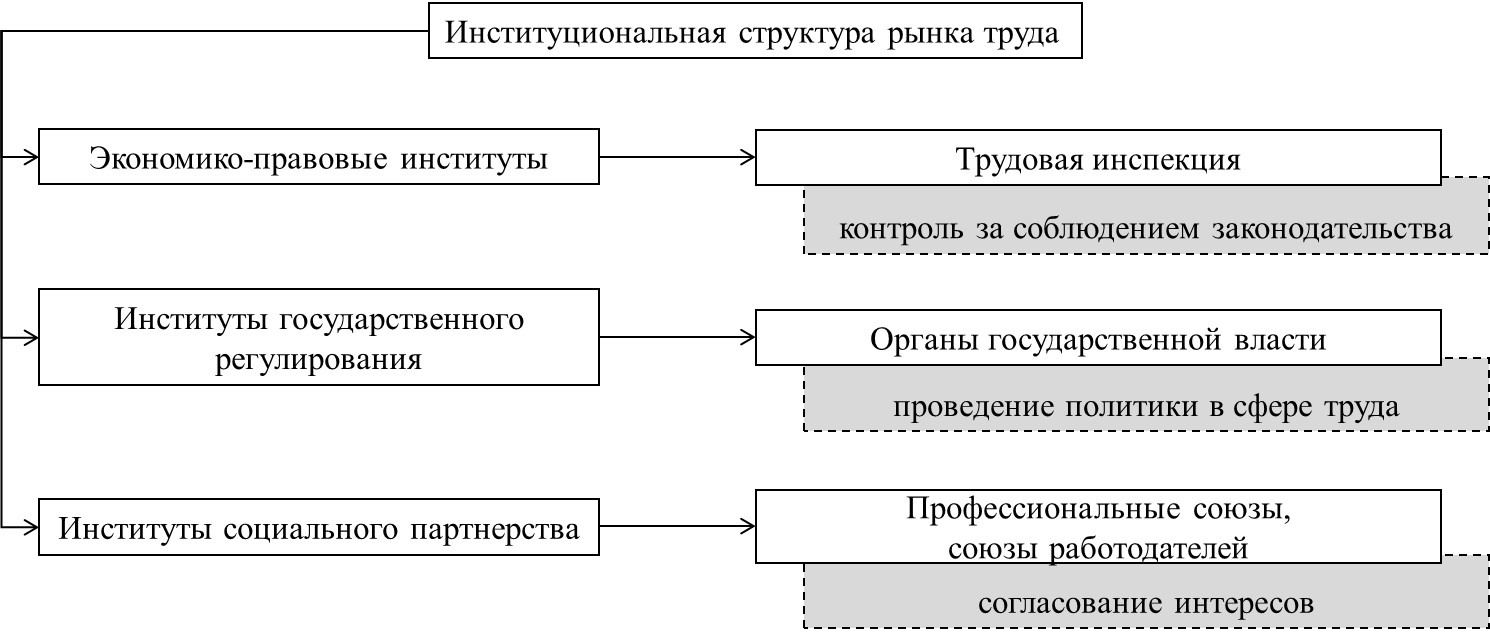 Институциональная структура рынка труда
Экономико-правовые институты
Трудовая инспекция
контроль за соблюдением законодательства
Институты государственного
регулирования
Органы государственной власти
проведение политики в сфере труда
Институты социального партнерства
Профессиональные союзы,
союзы работодателей
согласование интересов